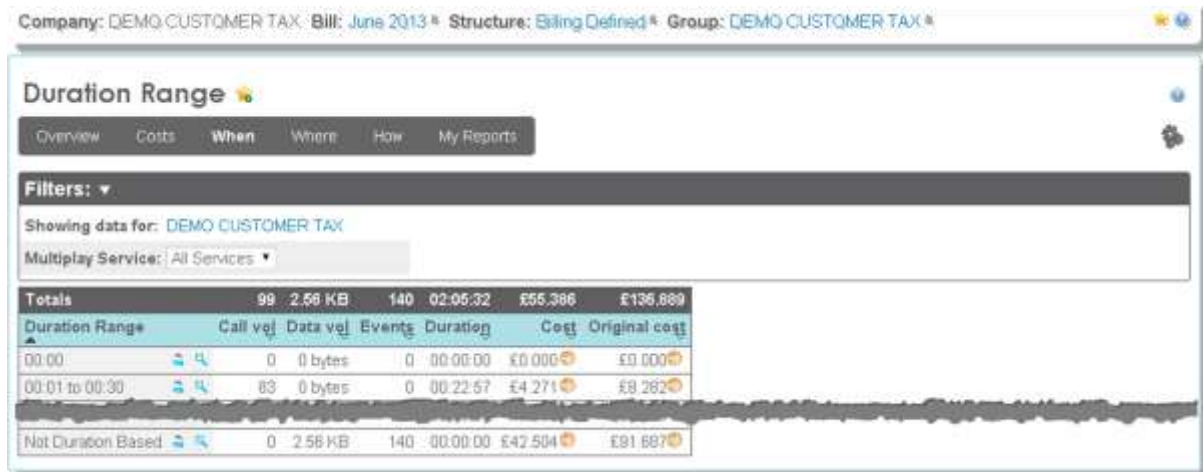 Company: DEMO CUSTOMER TAX Bill: June 2013 Structure: Billing Defined Group: DEMO CUSTOMER TAX
Duration Range
Overview Costs When Where How My Reports
Filters:
Showing data for: DEMO CUSTOMER TAX
Multiplay Service: All Services
Totals 99 2.56 KB 140 02:05:32 £55.386 £136.889
Duration Range Call vol Data vol Events Duration Cost Original cost
00:00 0 0 bytes 0 00:00:00 £0.000 £0.000
00:01 to 00:30 83 0 bytes 0 00:22:57 £4.271 £8.282
Not Duration Based 0 2.56 KB 140 00:00:00 £42.504 £91.687